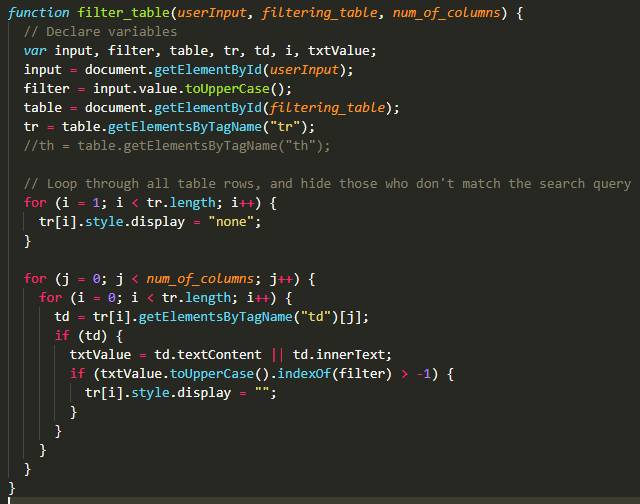 function filter_table(userInput, filtering_table, num_of_columns) {
  // Declare variables
  var input, filter, table, tr, td, i, txtValue;
  input = document.getElementById(userInput);
  filter = input.value.toUpperCase();
  table = document.getElementById(filtering_table);
  tr = table.getElementsByTagName("tr");
  //th = table.getElementsByTagName("th");

  // Loop through all table rows, and hide those who don't match the search query
  for (i = 1; i < tr.length; i++) {
    tr[i].style.display = "none";
  }

  for (j = 0; j < num_of_columns; j++) {
    for (i = 0; i < tr.length; i++) {
      td = tr[i].getElementsByTagName("td")[j];
      if (td) {
        txtValue = td.textContent || td.innerText;
        if (txtValue.toUpperCase().indexOf(filter) > -1) {
          tr[i].style.display = "";
        }
      }
    }
  }
}